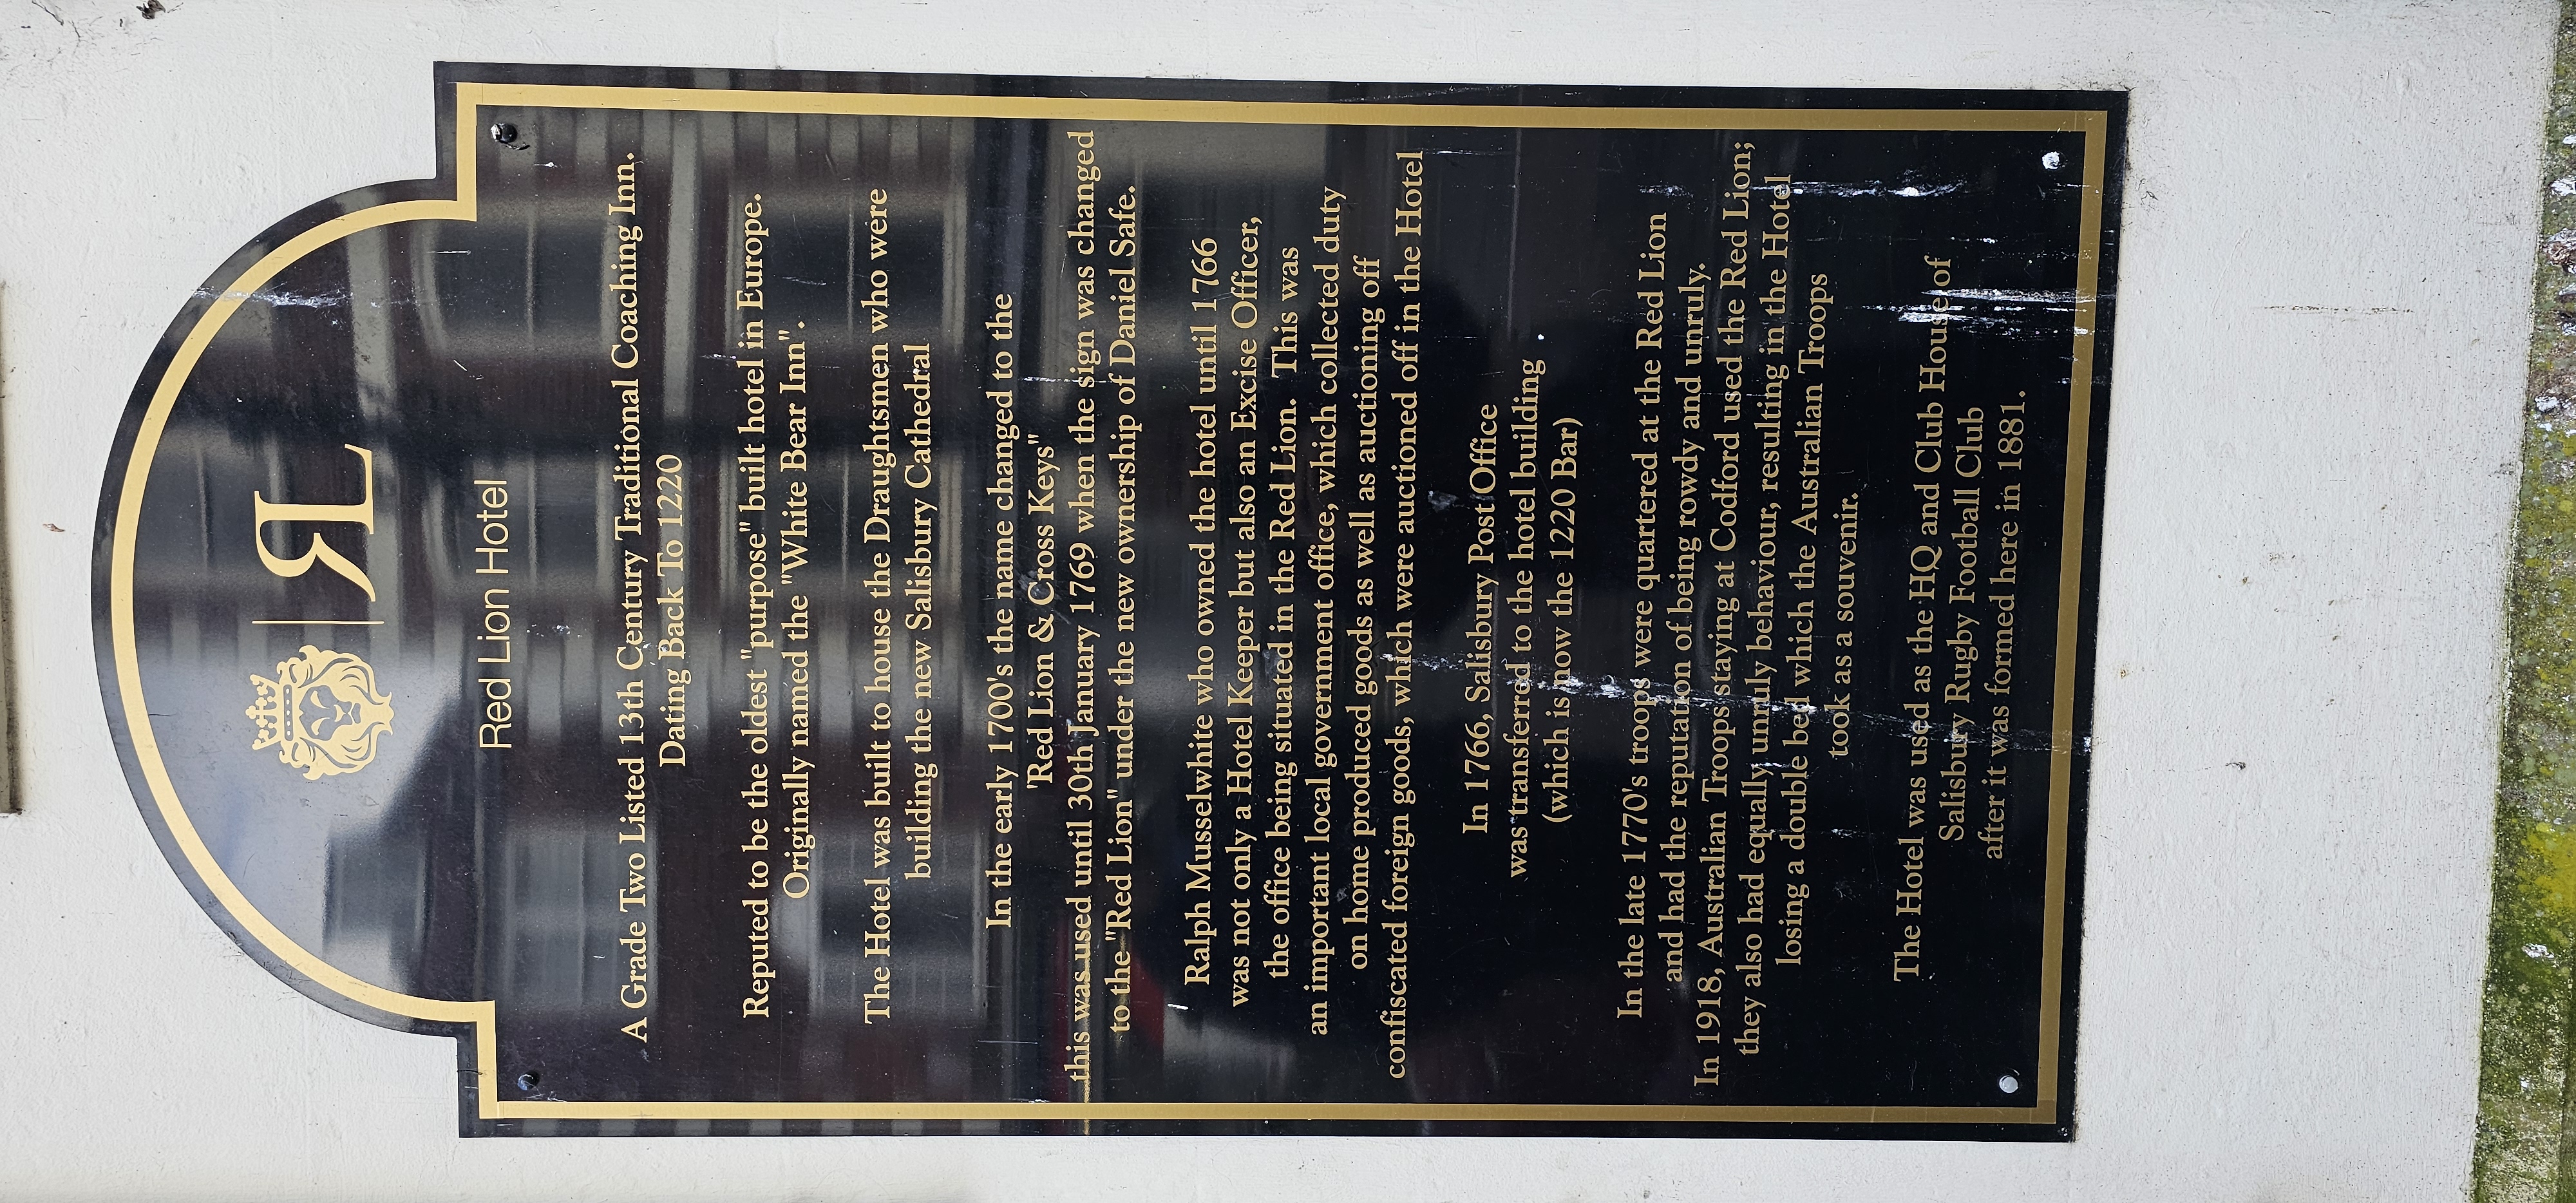 RL
Red Lion Hotel
A Grade Two Listed 13th Century Traditional Coaching Inn.
Dating Back To 1220
Reputed to be the oldest "purpose" built hotel in Europe.
Originally named the "White Bear Inn".
The Hotel was built to house the Draughtsmen who were
building the new Salisbury Cathedral
In the early 1700's the name changed to the
'Red Lion & Cross Keys"
this was used until 30th January 1769 when the sign was changed
to the "Red Lion" under the new ownership of Daniel Safe.
Ralph Musselwhite who owned the hotel until 1766
was not only a Hotel Keeper but also an Excise Officer,
the office being situated in the Red Lion. This was
an important local government office, which collected duty
on home produced goods as well as auctioning off
confiscated foreign goods, which were auctioned off in the Hotel
In 1766, Salisbury Post Office
was transferred to the hotel building
(which is now the 1220 Bar)
In the late 1770's troops were quartered at the Red Lion
and had the reputation of being rowdy and unruly.
In 1918, Australian Troops staying at Codford used the Red Lion;
they also had equally unruly behaviour, resulting in the Hotel
losing a double bed which the Australian Troops
took as a souvenir.
The Hotel was used as the HQ and Club House of
Salisbury Rugby Football Club
after it was formed here in 1881.